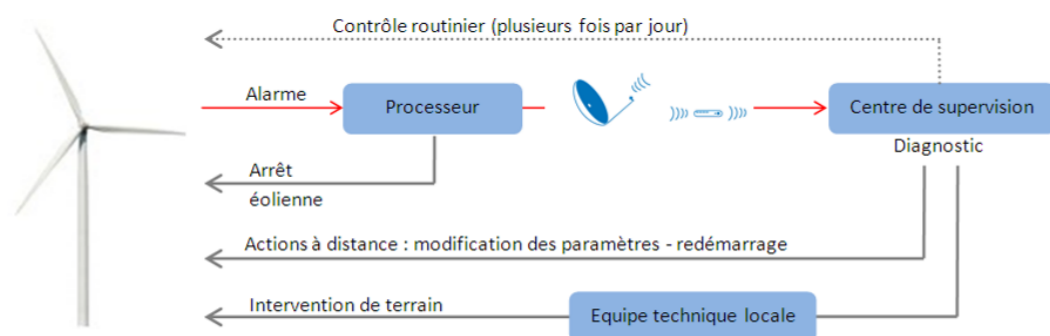 Contrôle routinier (plusieurs fois par jour)
Alarme
Processeur
Centre de supervision
Diagnostic
Arrêt
éolienne
Actions à distance : modification des paramètres - redémarrage
Intervention de terrain
Equipe technique locale